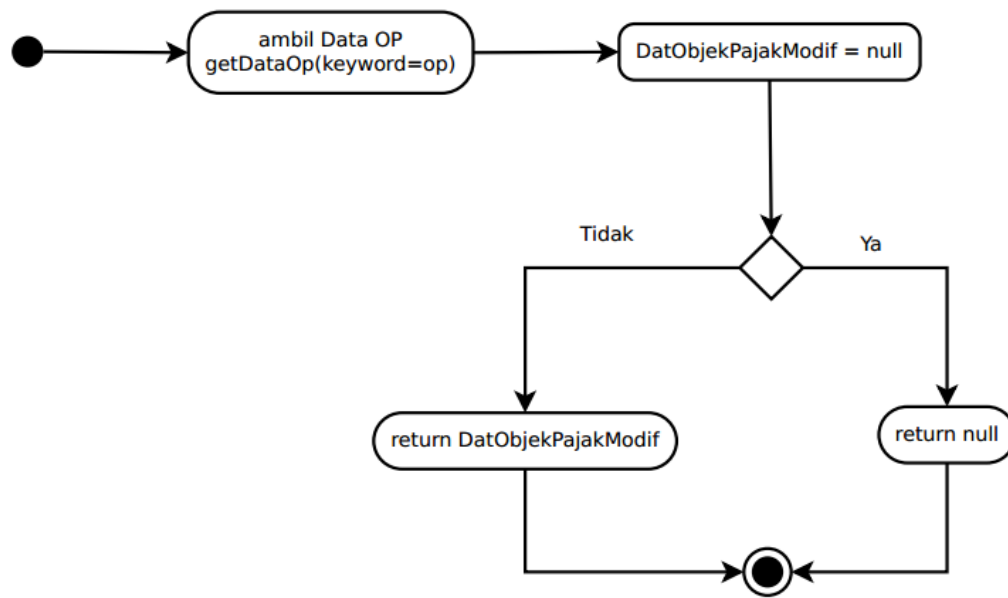 ambil Data OP
getDataOp(keyword=op)
DatObjekPajakModif = null
Tidak
Ya
return DatObjekPajakModif
return null